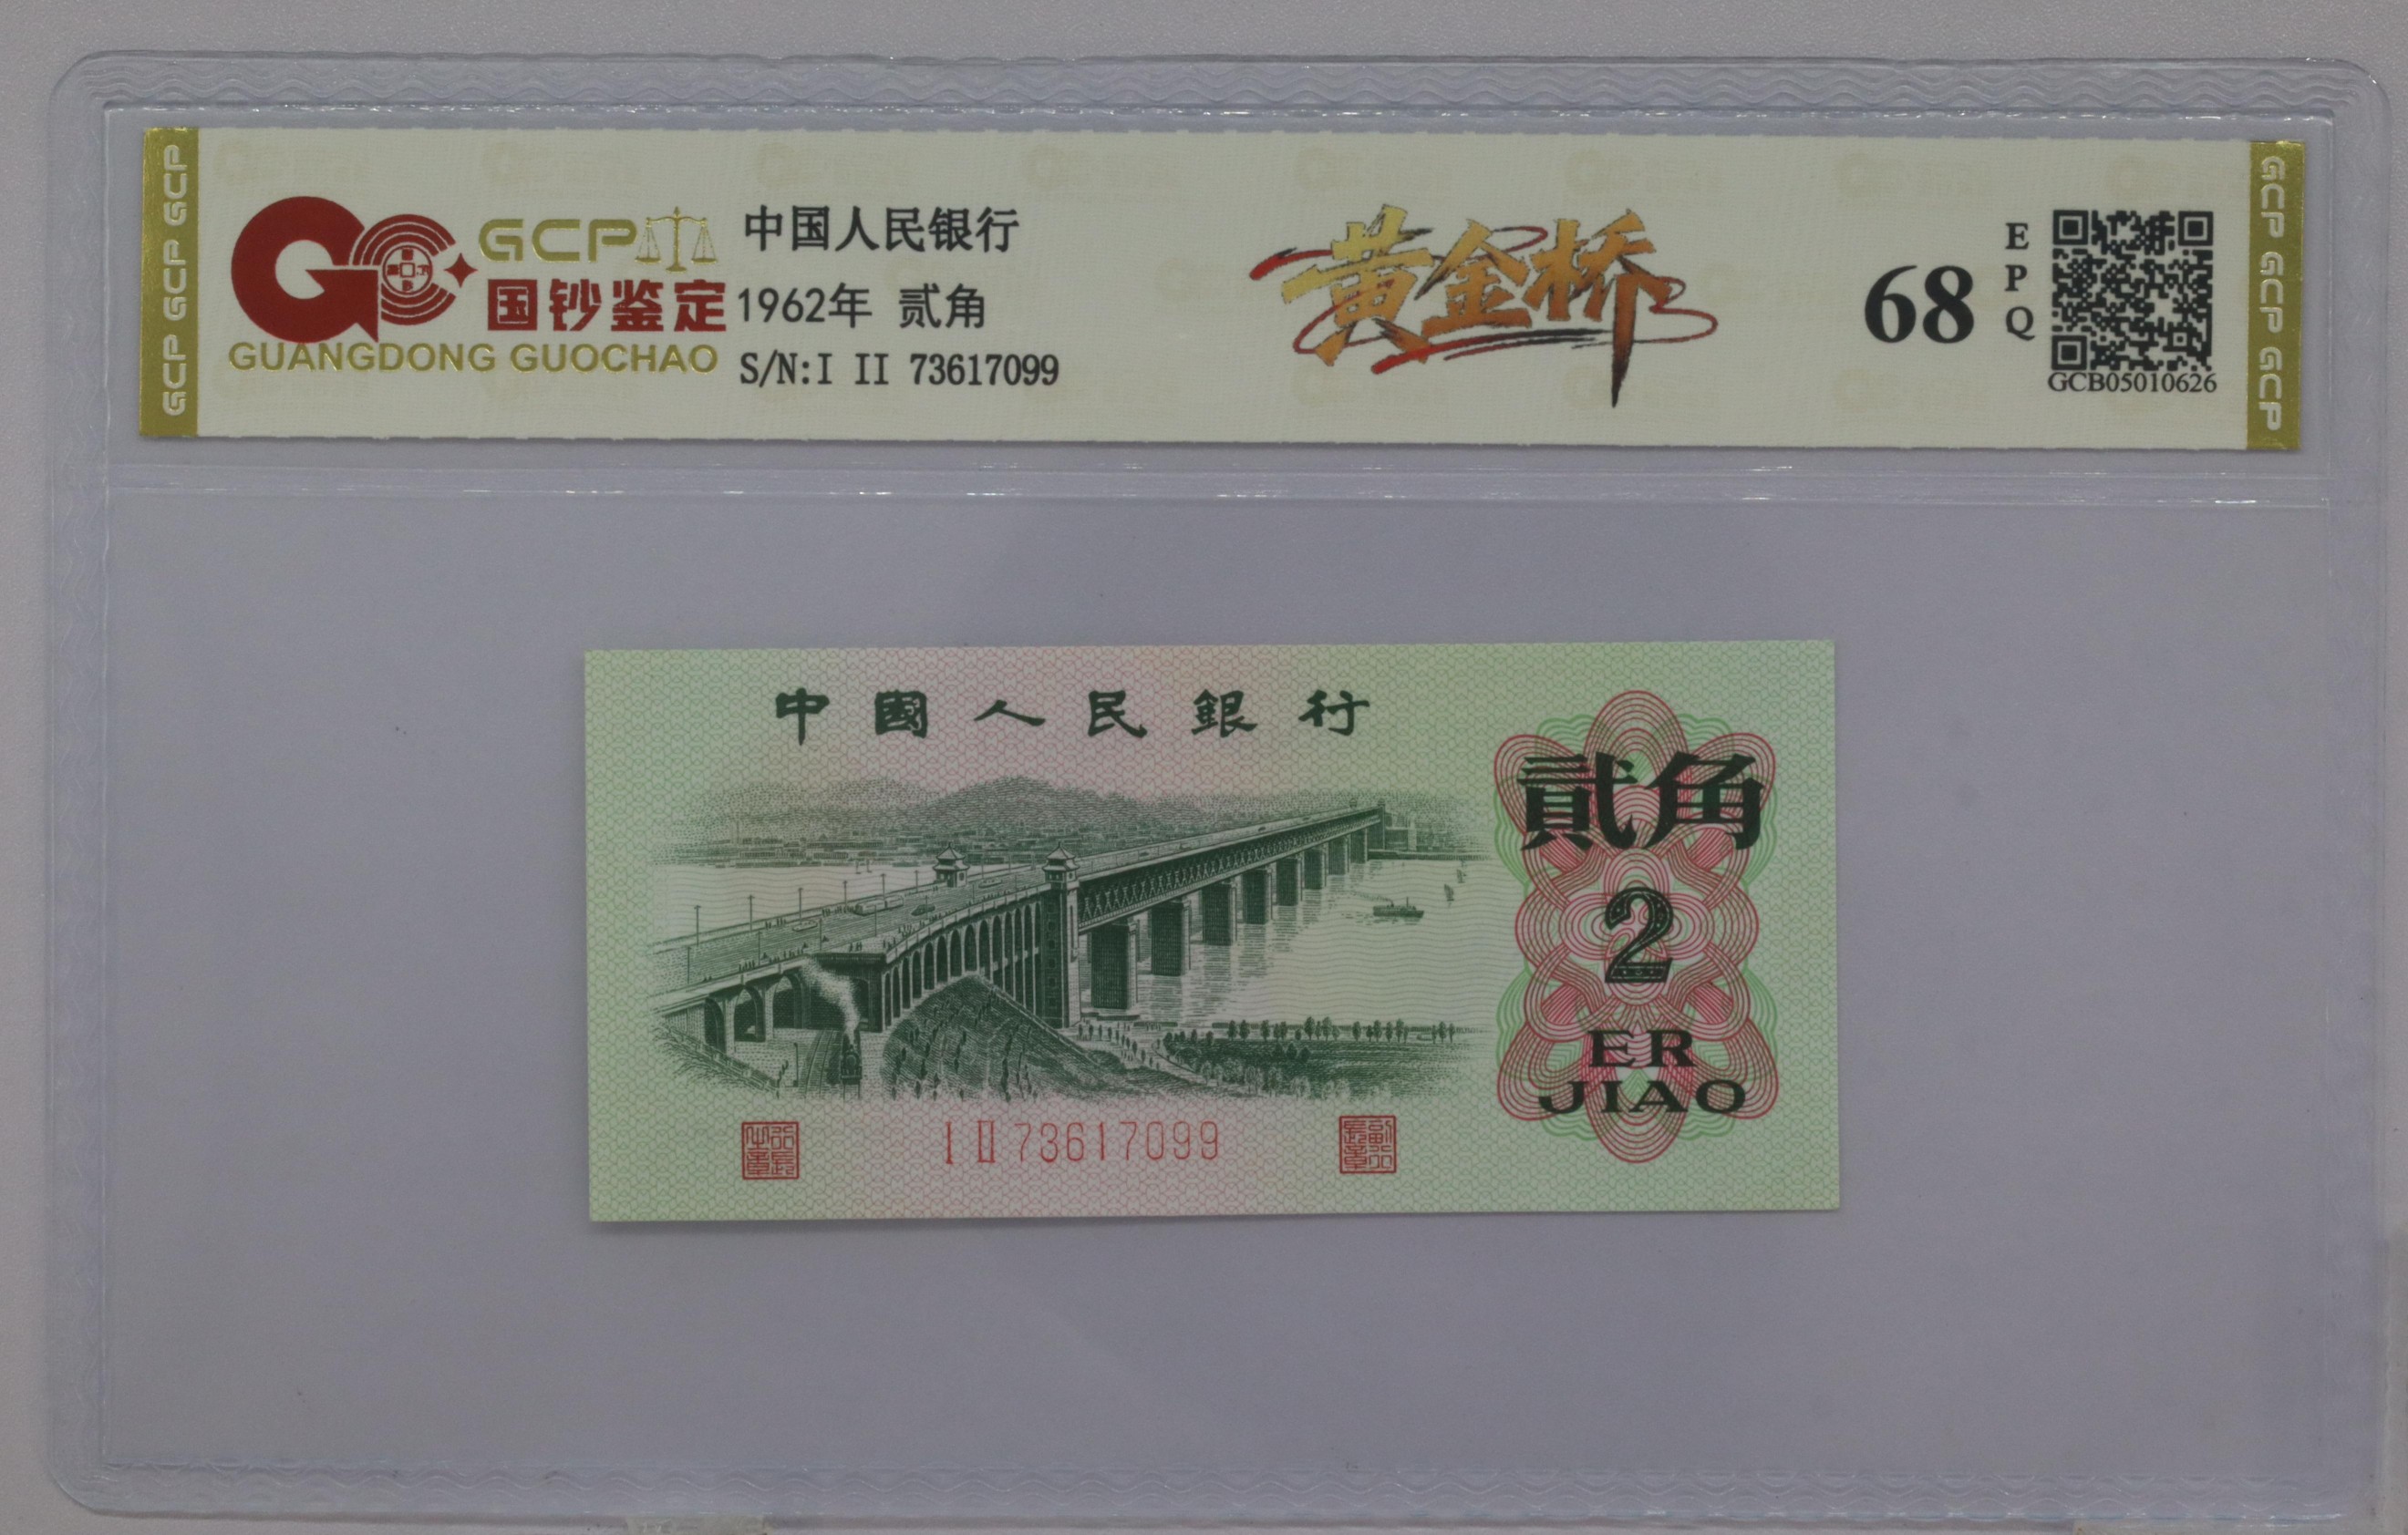 GCP GCP GCP
GCP
国钞鉴定
GUANGDONG GUOCHAO
中国人民银行
1962年 贰角
S/N:I II 73617099
黄金桥
68
EPQ
GCB05010626
GCP GCP GCP
中國人民銀行
貳角
2
ER
JIAO
I II 73617099